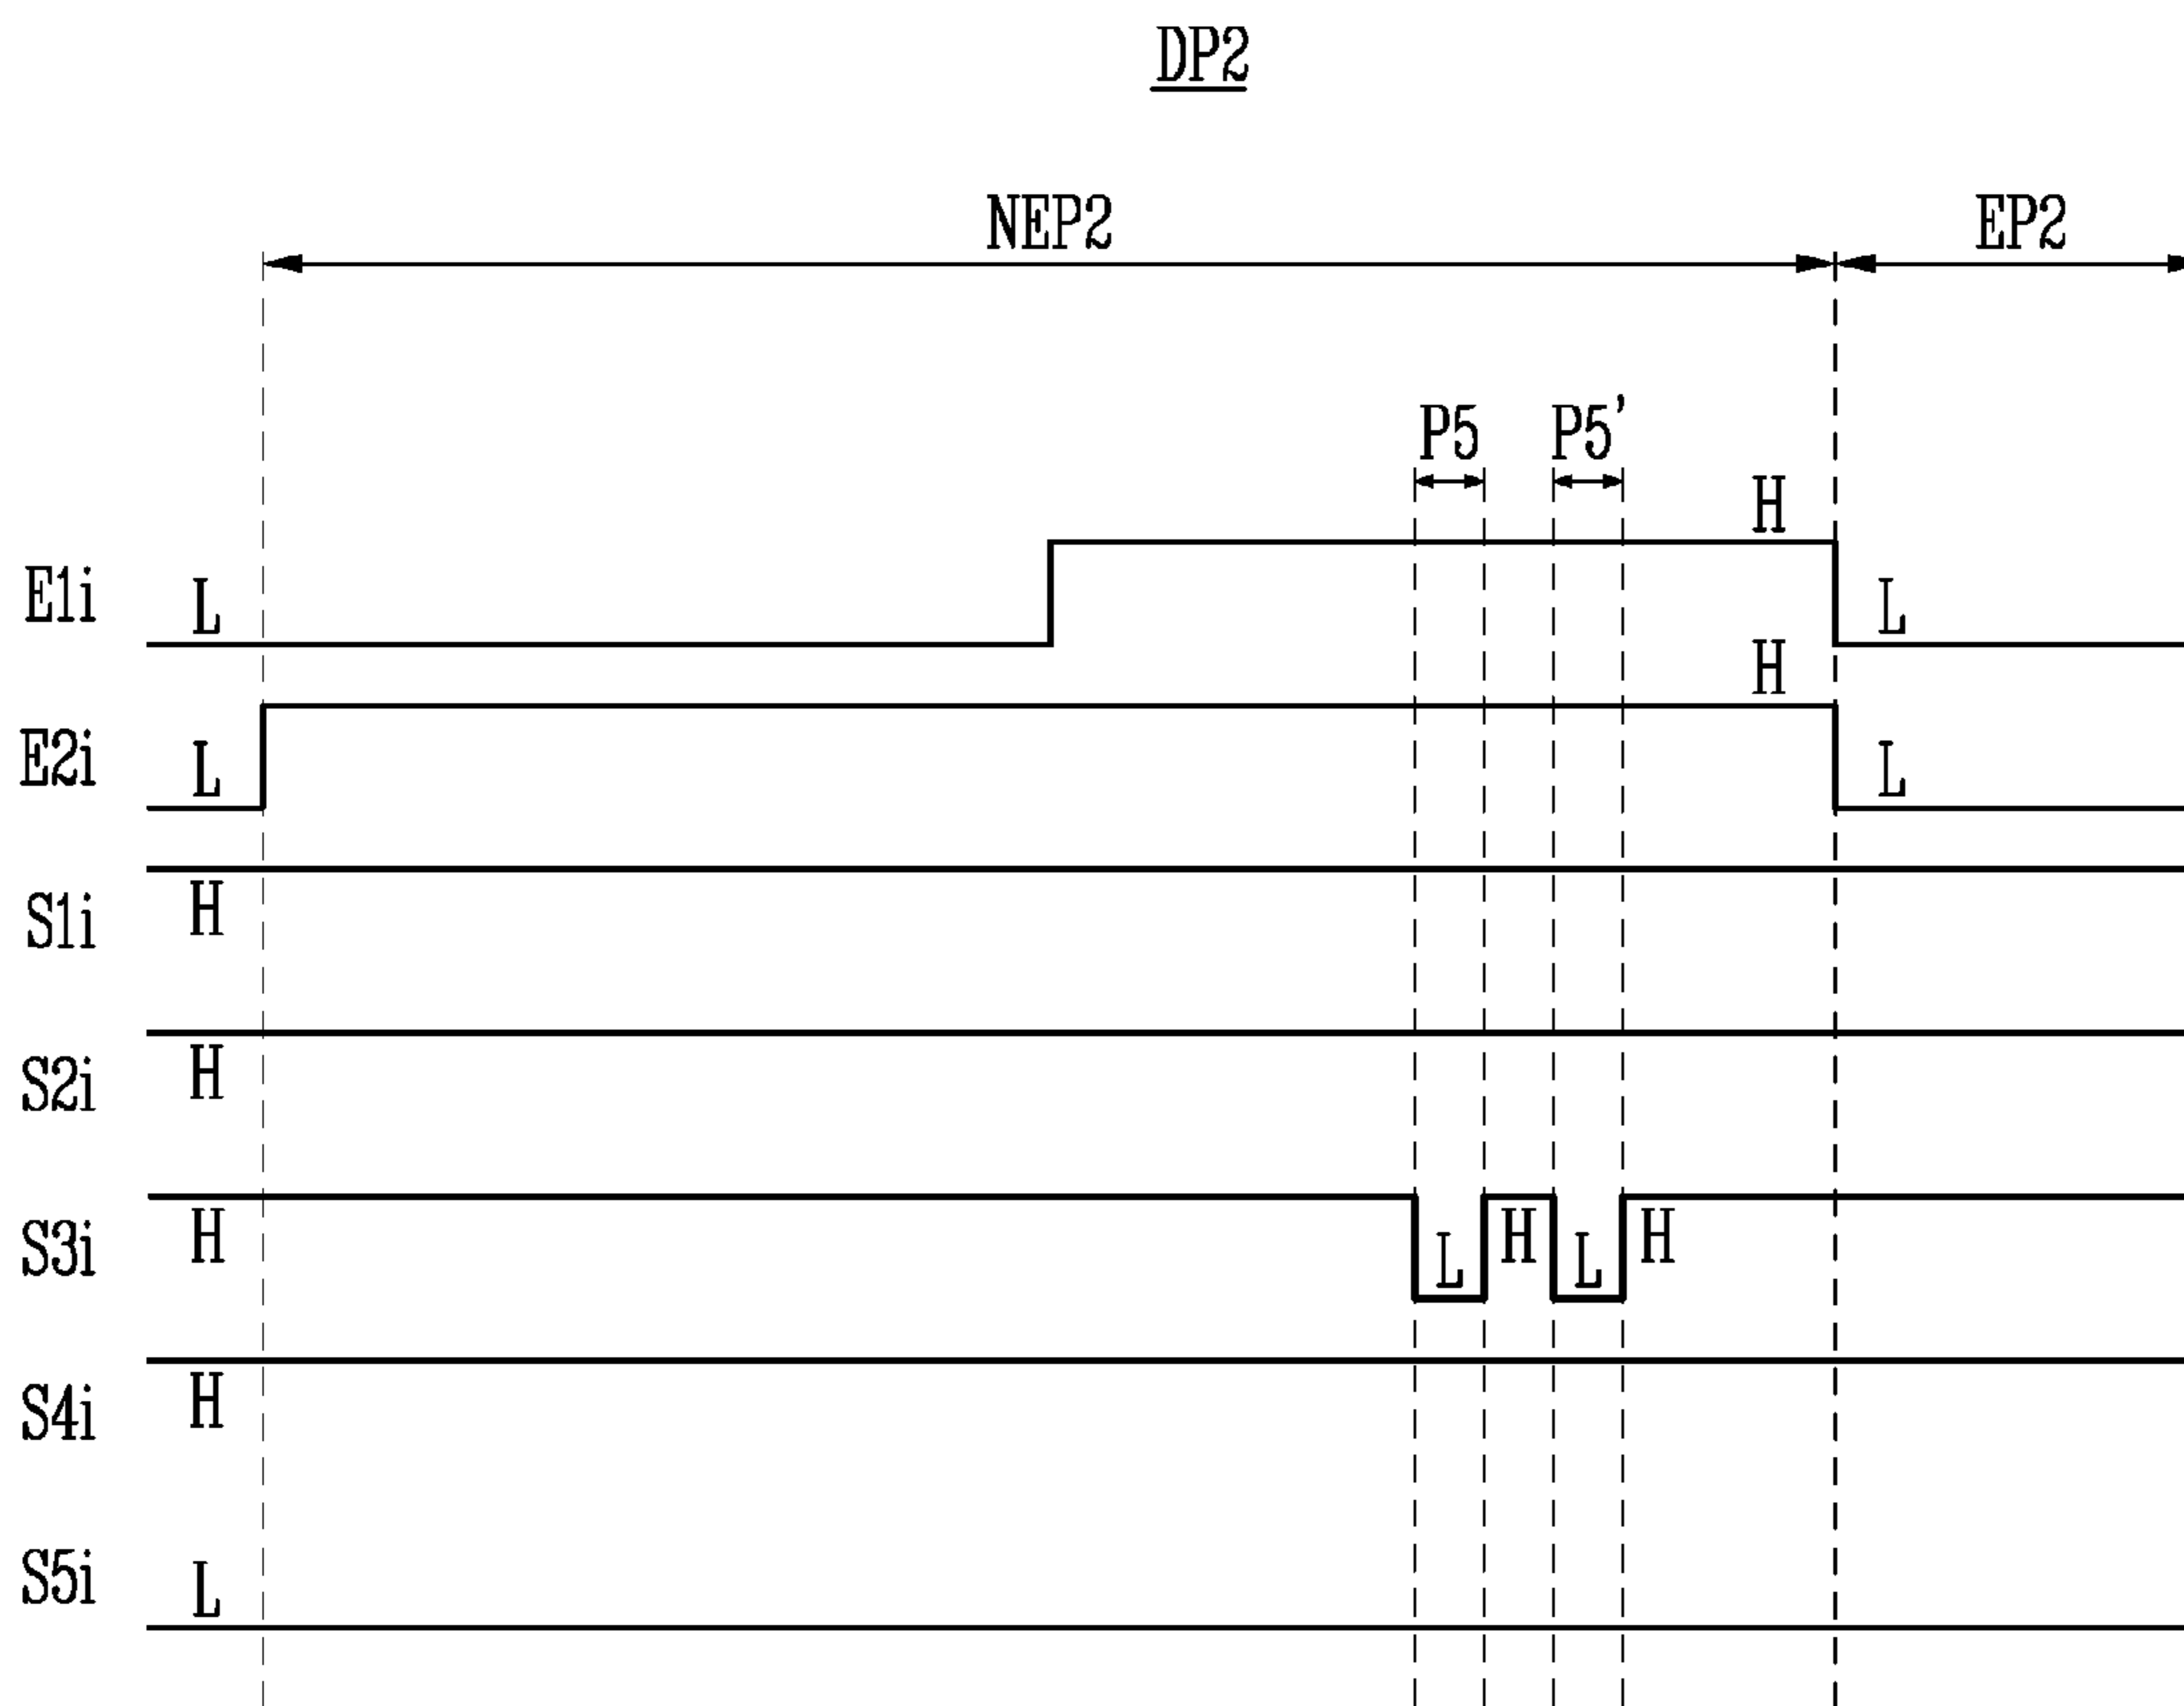 DP2
NEP2 EP2
P5 P5'
H
E1i L L
H
E2i L L
S1i H
S2i H
S3i H L H L H
S4i H
S5i L